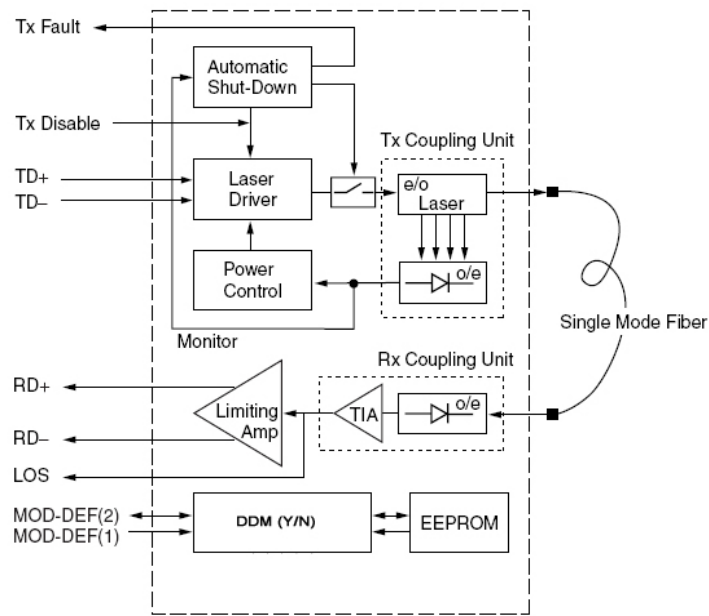 Tx Fault
Automatic
Shut-Down
Tx Disable
Tx Coupling Unit
TD+
TD–
Laser
Driver
e/o
Laser
o/e
Power
Control
Monitor
Single Mode Fiber
Rx Coupling Unit
RD+
RD–
Limiting
Amp
TIA
o/e
LOS
MOD-DEF(2)
MOD-DEF(1)
DDM (Y/N)
EEPROM